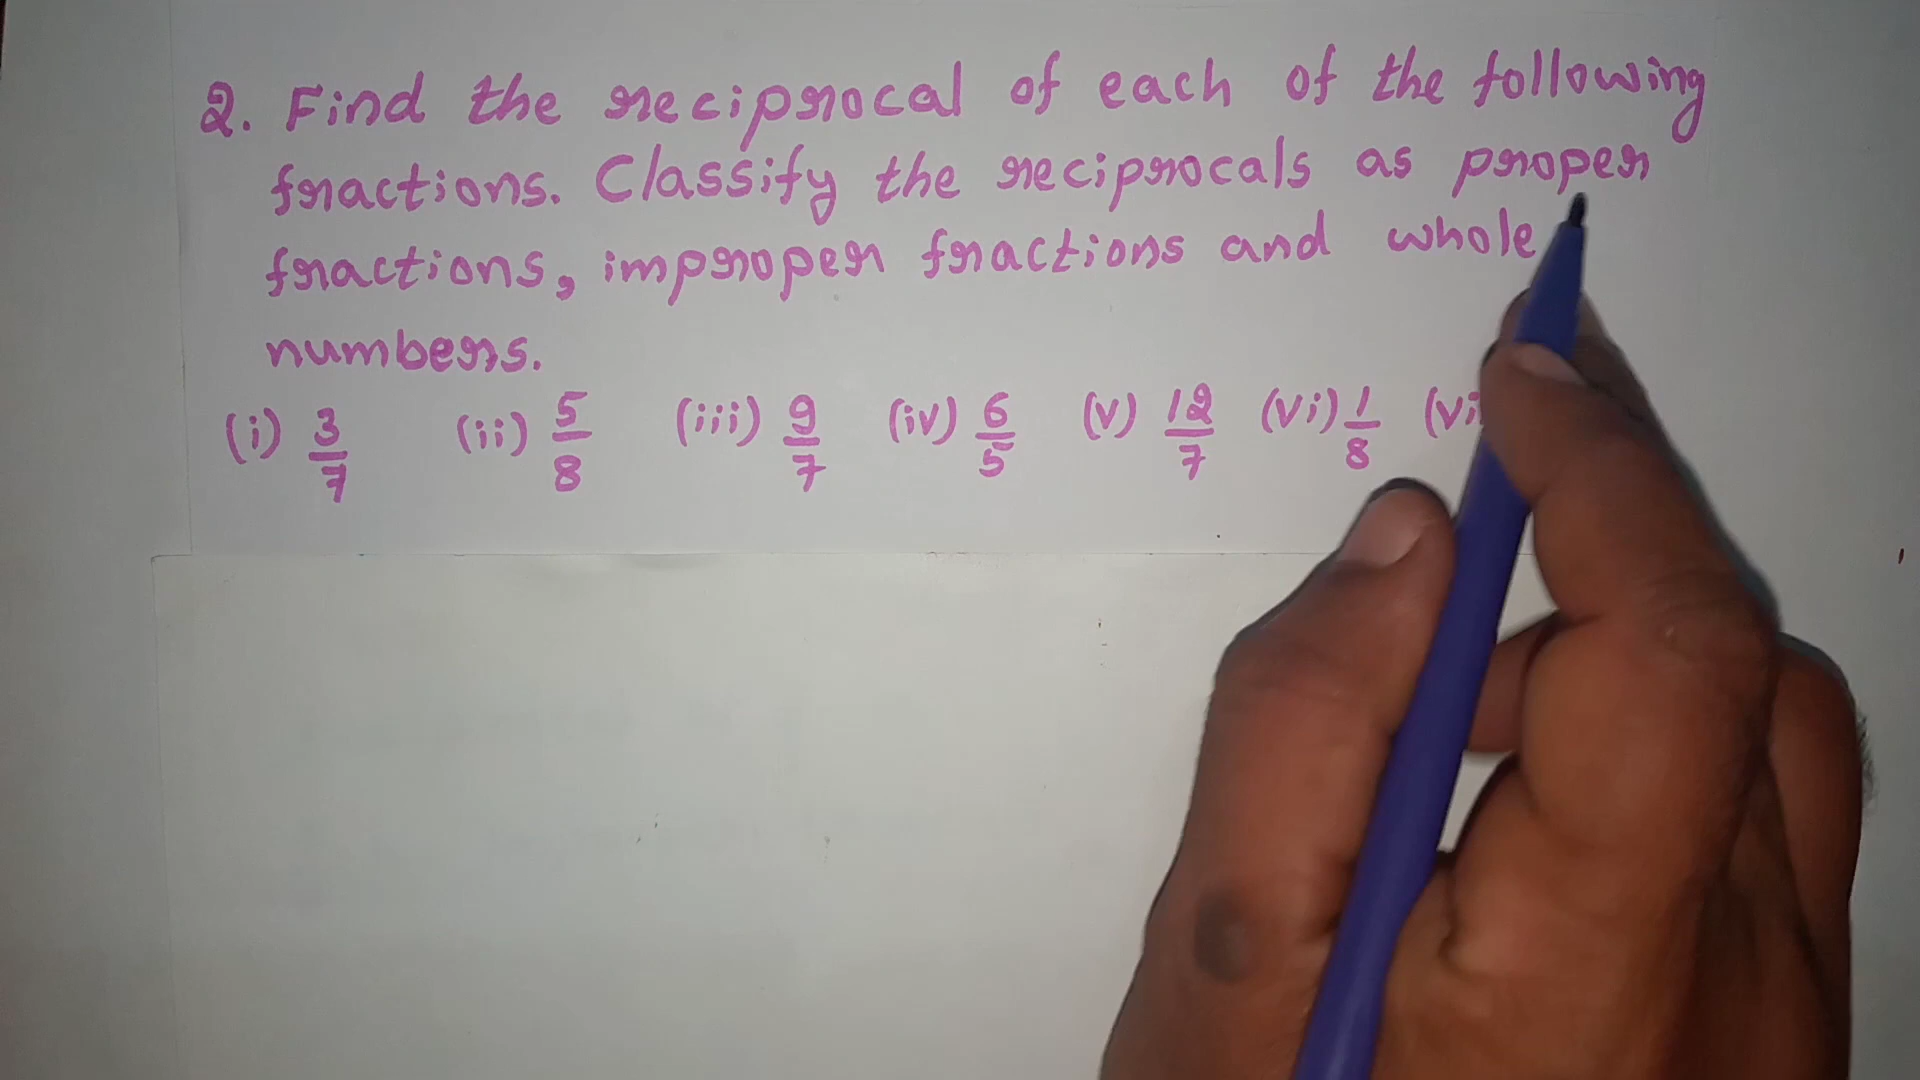 2. Find the reciprocal of each of the following
fractions. Classify the reciprocals as proper
fractions, improper fractions and whole
numbers.
(i) 3/7 (ii) 5/8 (iii) 9/7 (iv) 6/5 (v) 12/7 (vi) 1/8